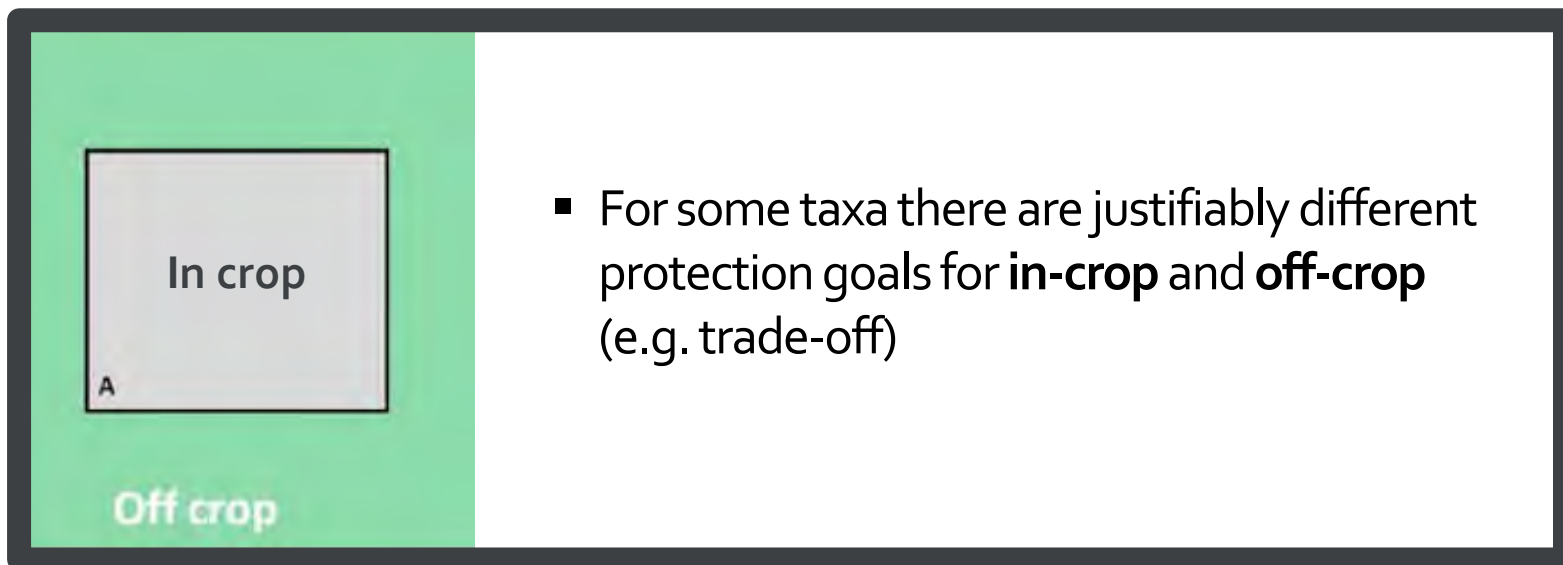 In crop
A
Off crop
▪ For some taxa there are justifiably different
protection goals for in-crop and off-crop
(e.g. trade-off)